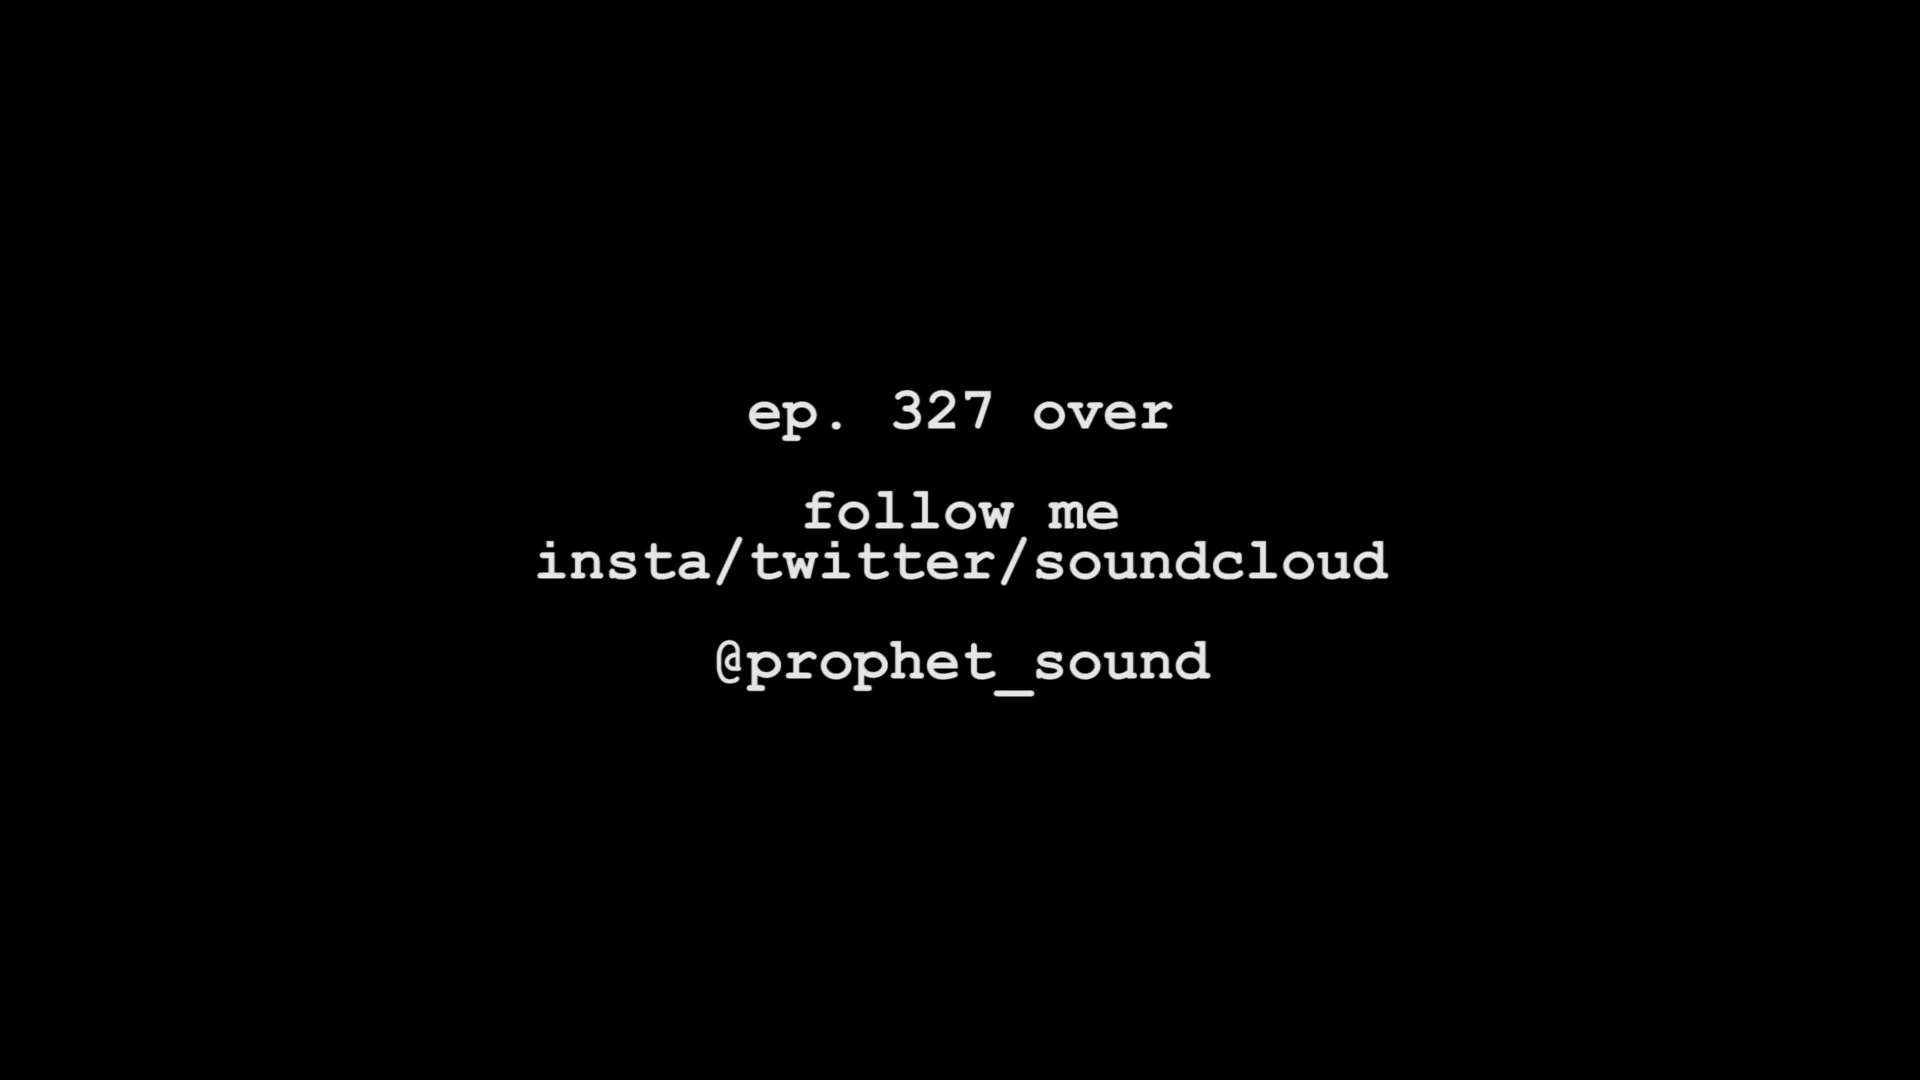 ep. 327 over
follow me
insta/twitter/soundcloud
@prophet_sound